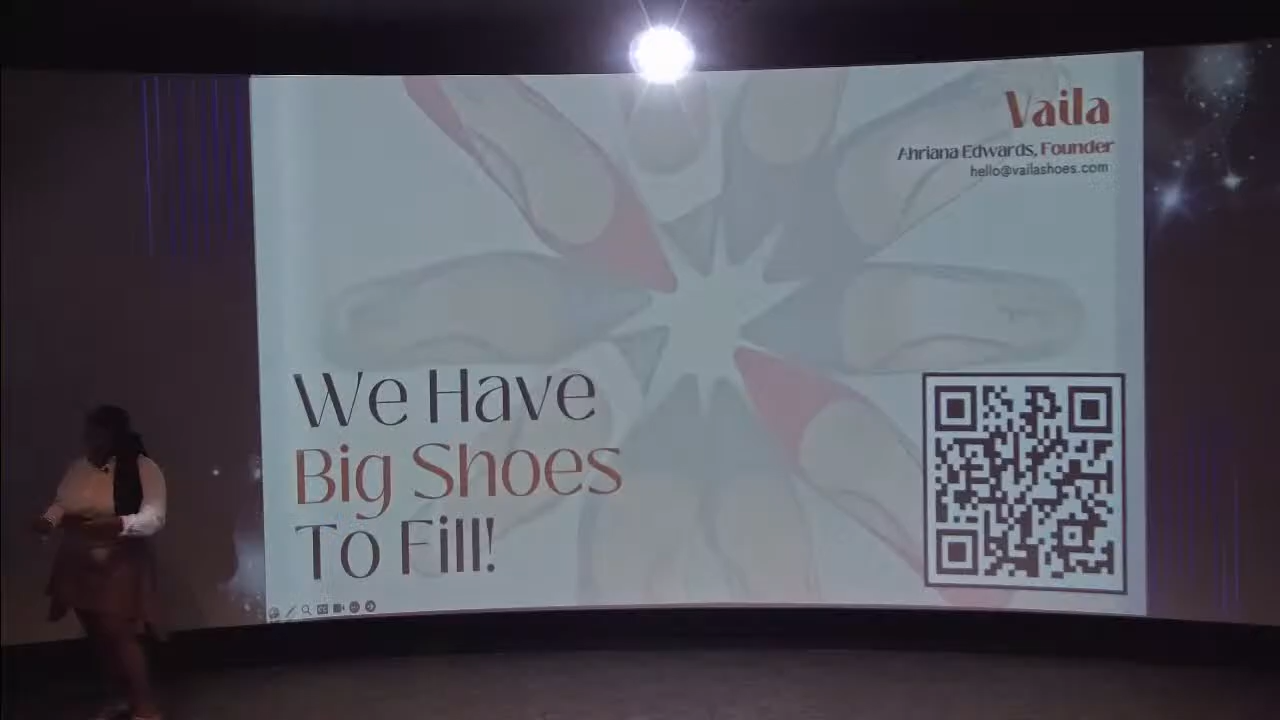 Vaila
Ahriana Edwards, Founder
hello@vailashoes.com
We Have
Big Shoes
To Fill!